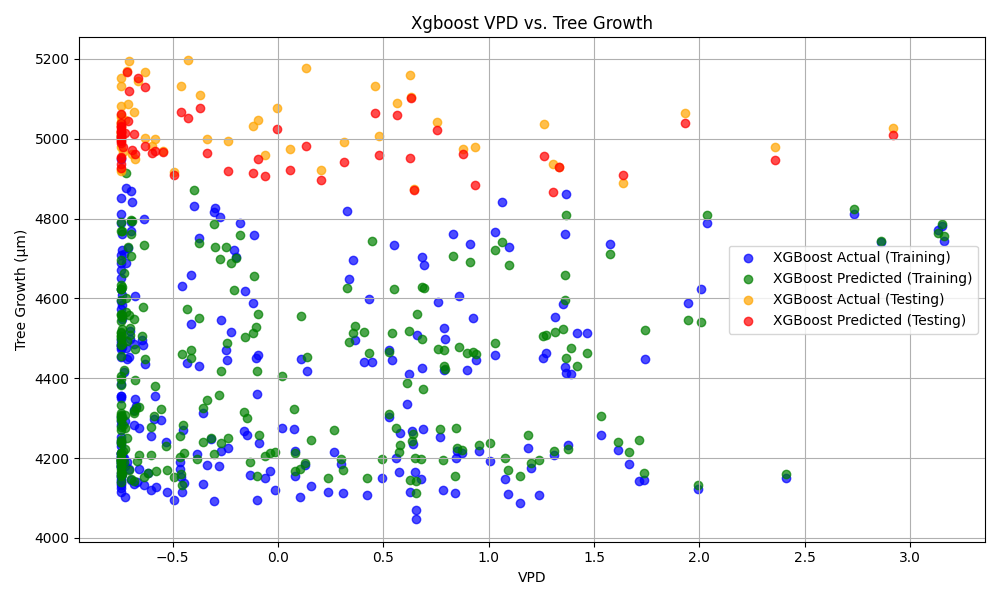 Xgboost VPD vs. Tree Growth
Tree Growth (μm)
5200
5000
4800
4600
4400
4200
4000
XGBoost Actual (Training)
XGBoost Predicted (Training)
XGBoost Actual (Testing)
XGBoost Predicted (Testing)
−0.5
0.0
0.5
1.0
1.5
2.0
2.5
3.0
VPD